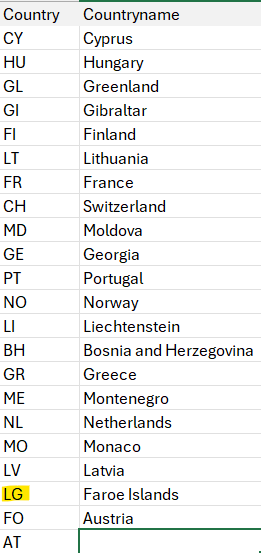 Country Countryname
CY Cyprus
HU Hungary
GL Greenland
GI Gibraltar
FI Finland
LT Lithuania
FR France
CH Switzerland
MD Moldova
GE Georgia
PT Portugal
NO Norway
LI Liechtenstein
BH Bosnia and Herzegovina
GR Greece
ME Montenegro
NL Netherlands
MO Monaco
LV Latvia
LG Faroe Islands
FO Austria
AT